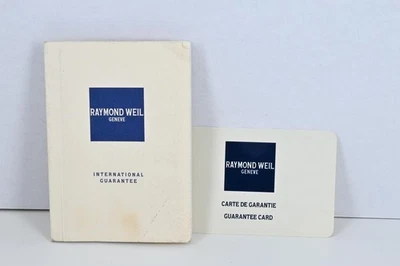 RAYMOND WEIL
GENEVE
INTERNATIONAL
GUARANTEE
RAYMOND WEIL
GENEVE
CARTE DE GARANTIE
GUARANTEE CARD